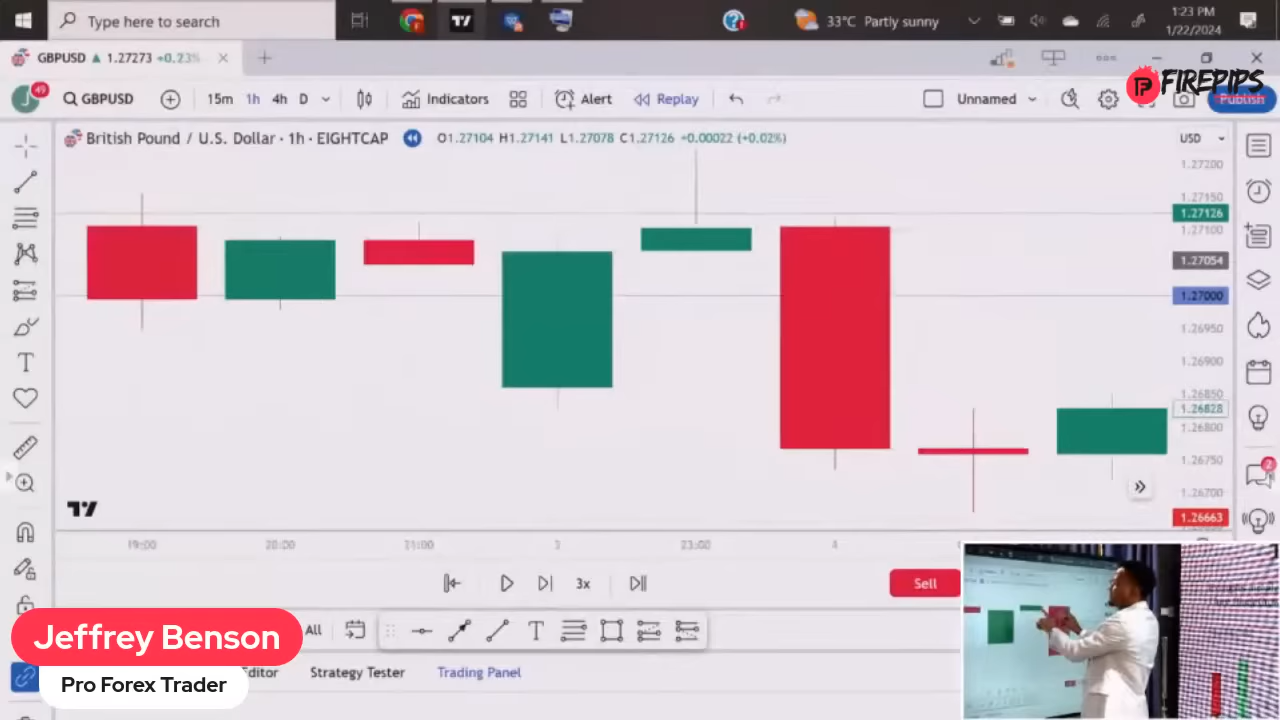 Type here to search
33°C Partly sunny
1:23 PM
1/22/2024
GBPUSD ▲ 1.27273 +0.23%
FIREPIPS
J
49
GBPUSD
15m
1h
4h
D
Indicators
Alert
Replay
Unnamed
Publish
British Pound / U.S. Dollar · 1h · EIGHTCAP
O1.27104 H1.27141 L1.27078 C1.27126 +0.00022 (+0.02%)
USD
1.27200
1.27150
1.27126
1.27100
1.27054
1.27000
1.26950
1.26900
1.26850
1.26828
1.26800
1.26750
1.26700
1.26663
2
19:00
20:00
21:00
23:00
4
3x
Sell
All
Jeffrey Benson
Pro Forex Trader
Editor
Strategy Tester
Trading Panel